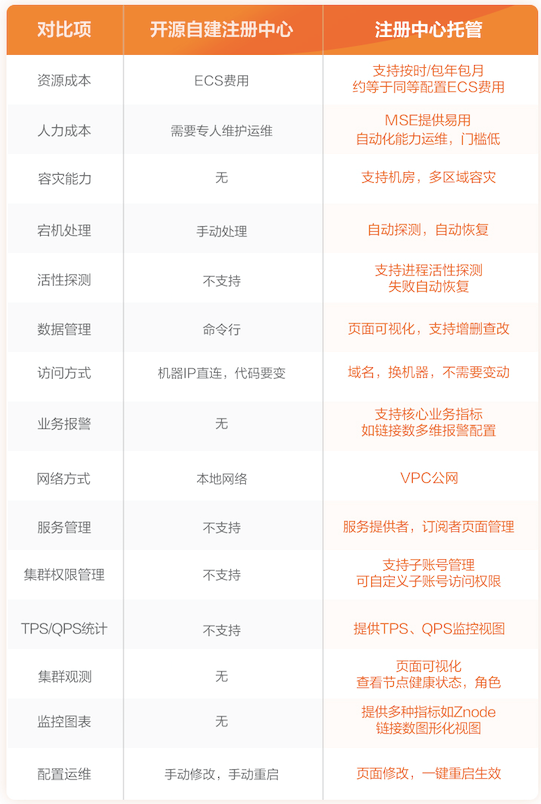 对比项 开源自建注册中心 注册中心托管
资源成本 ECS费用 支持按时/包年包月
约等于同等配置ECS费用
人力成本 需要专人维护运维 MSE提供易用
自动化能力运维，门槛低
容灾能力 无 支持机房，多区域容灾
宕机处理 手动处理 自动探测，自动恢复
活性探测 不支持 支持进程活性探测
失败自动恢复
数据管理 命令行 页面可视化，支持增删查改
访问方式 机器IP直连，代码要变 域名，换机器，不需要变动
业务报警 无 支持核心业务指标
如链接数多维报警配置
网络方式 本地网络 VPC公网
服务管理 不支持 服务提供者，订阅者页面管理
集群权限管理 不支持 支持子账号管理
可自定义子账号访问权限
TPS/QPS统计 不支持 提供TPS、QPS监控视图
集群观测 无 页面可视化
查看节点健康状态，角色
监控图表 无 提供多种指标如Znode
链接数图形化视图
配置运维 手动修改，手动重启 页面修改，一键重启生效